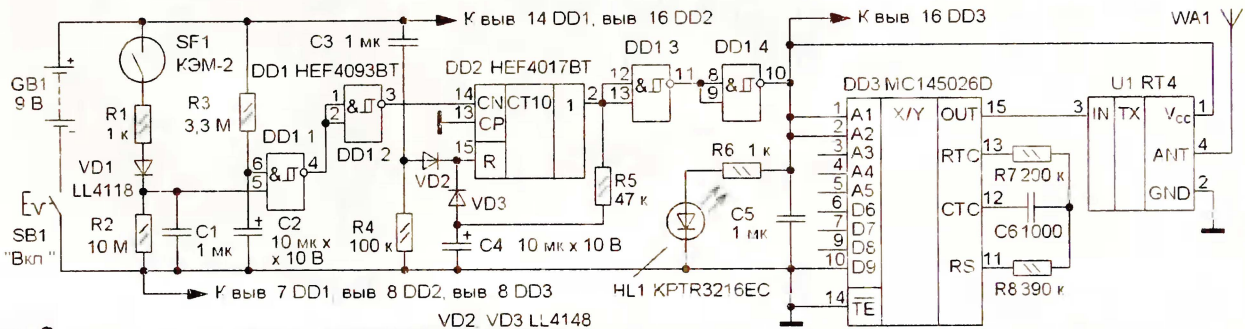 К выв 14 DD1, выв 16 DD2
К выв 16 DD3
WA1
SF1
КЭМ-2
C3 1 мк
DD1 3
DD1 4
DD1 HEF4093BT
DD2 HEF4017BT
12
13
&
11
8
9
&
10
GB1
9 В
+
–
R1
1 к
R3
3,3 М
1
2
&
3
14
13
15
CN
CP
R
CT10
1
2
DD3 MC145026D
U1 RT4
DD1 1
DD1 2
6
5
&
4
VD1
LL4118
VD2
VD3
R5
47 к
R6 1 к
1
2
3
4
5
6
7
9
10
14
A1
A2
A3
A4
A5
D6
D7
D8
D9
TE
X/Y
OUT
RTC
CTC
RS
15
13
12
11
R7 200 к
C6 1000
R8 390 к
3
IN
TX
Vcc
ANT
GND
1
4
2
SB1
"Вкл "
R2
10 М
C1
1 мк
C2
10 мк х
х 10 В
R4
100 к
C4
10 мк х 10 В
C5
1 мк
HL1 KPTR3216EC
К выв 7 DD1, выв 8 DD2, выв 8 DD3
VD2, VD3 LL4148